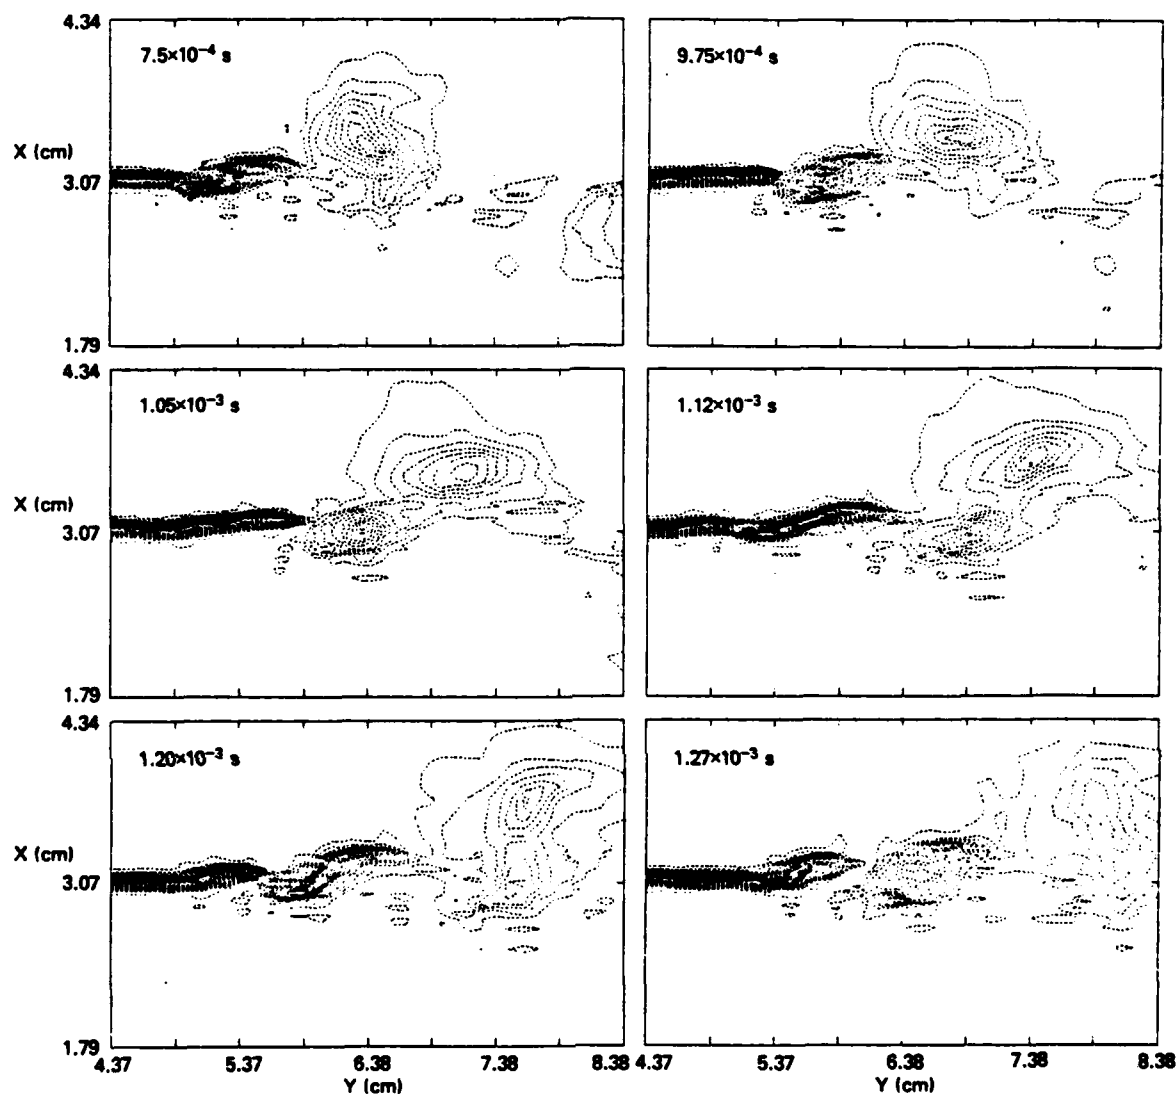 4.34
7.5×10⁻⁴ s
9.75×10⁻⁴ s
X (cm)
3.07
1.79
4.34
1.05×10⁻³ s
1.12×10⁻³ s
X (cm)
3.07
1.79
4.34
1.20×10⁻³ s
1.27×10⁻³ s
X (cm)
3.07
1.79
4.37 5.37 6.38 7.38 8.38
4.37 5.37 6.38 7.38 8.38
Y (cm)
Y (cm)